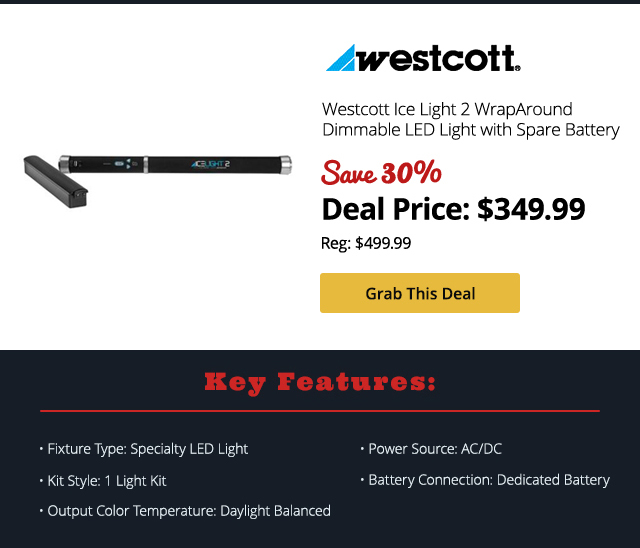 Westcott®
Westcott Ice Light 2 WrapAround
Dimmable LED Light with Spare Battery
ICELIGHT 2
Save 30%
Deal Price: $349.99
Reg: $499.99
Grab This Deal
Key Features:
• Fixture Type: Specialty LED Light
• Kit Style: 1 Light Kit
• Output Color Temperature: Daylight Balanced
• Power Source: AC/DC
• Battery Connection: Dedicated Battery